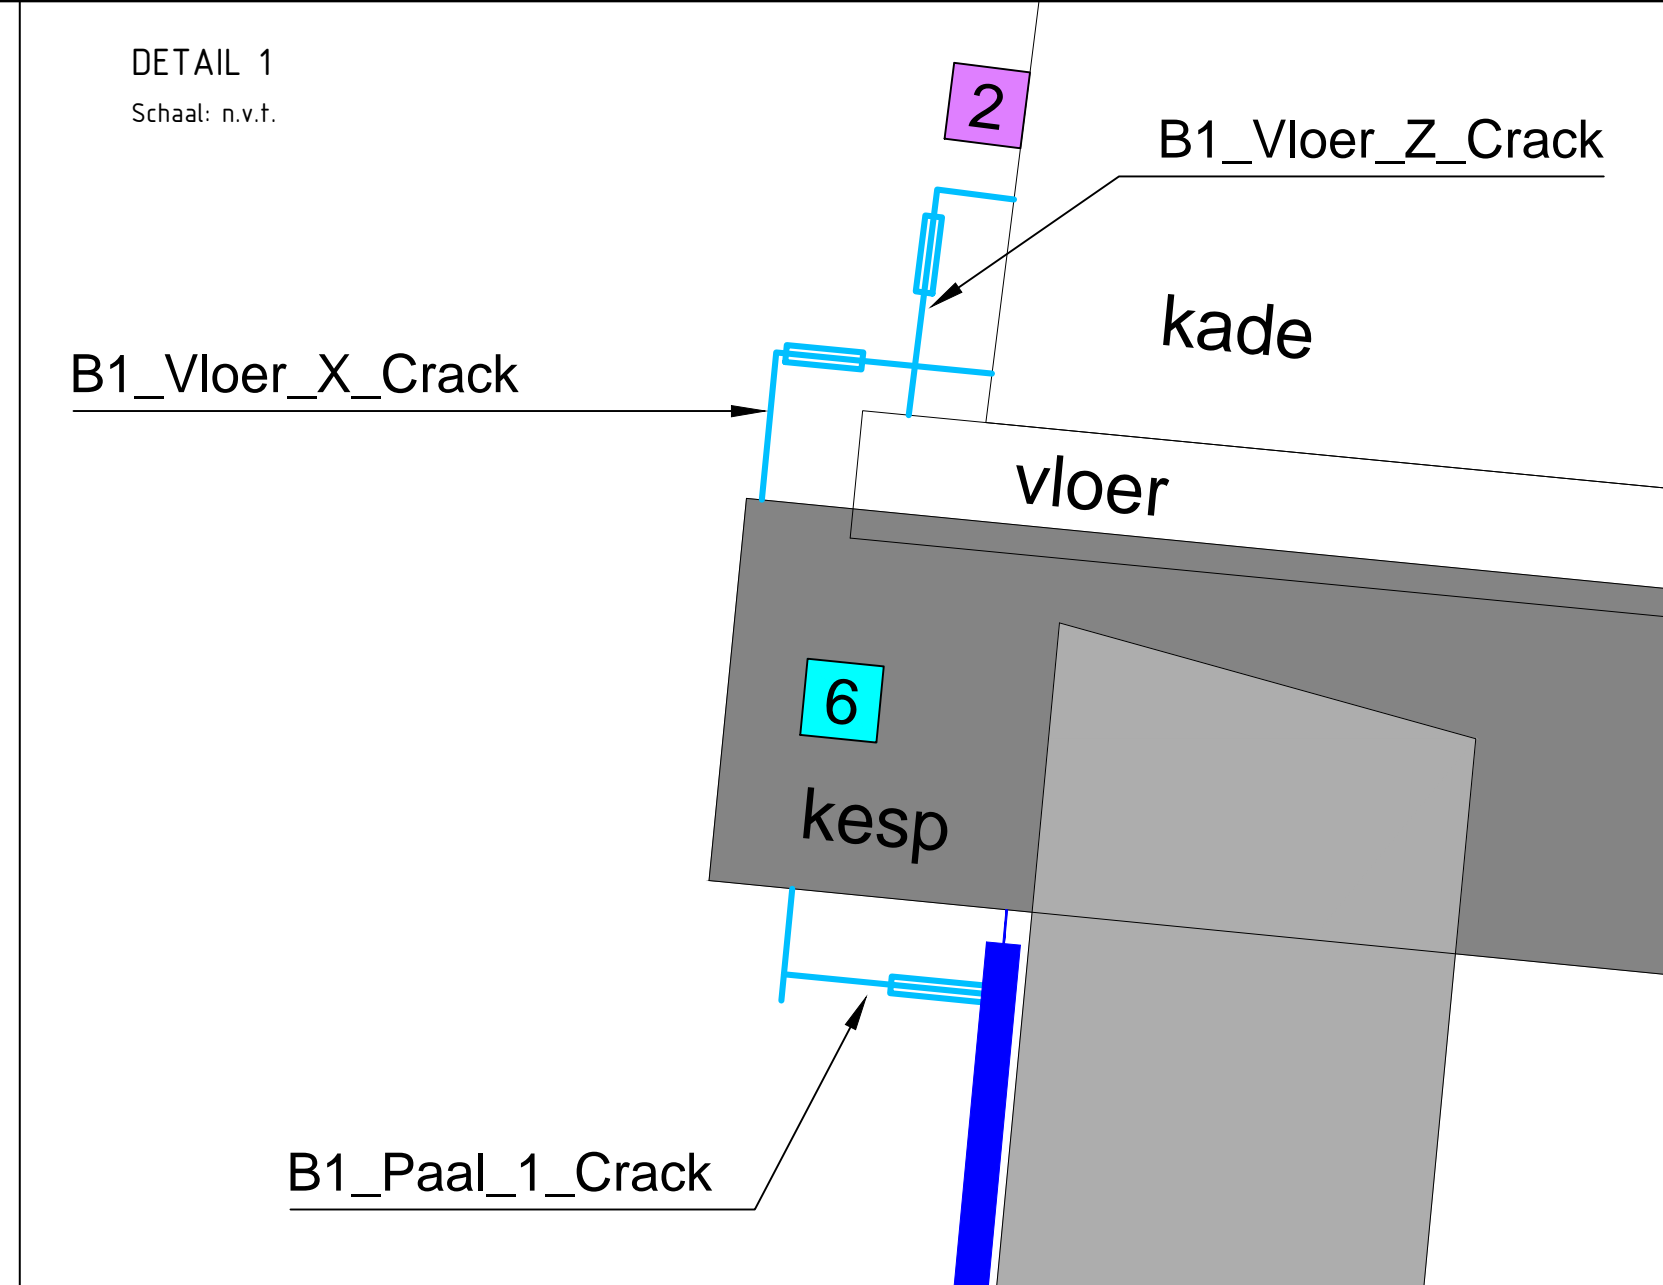 DETAIL 1
Schaal: n.v.t.
2
B1_Vloer_Z_Crack
kade
B1_Vloer_X_Crack
vloer
6
kesp
B1_Paal_1_Crack